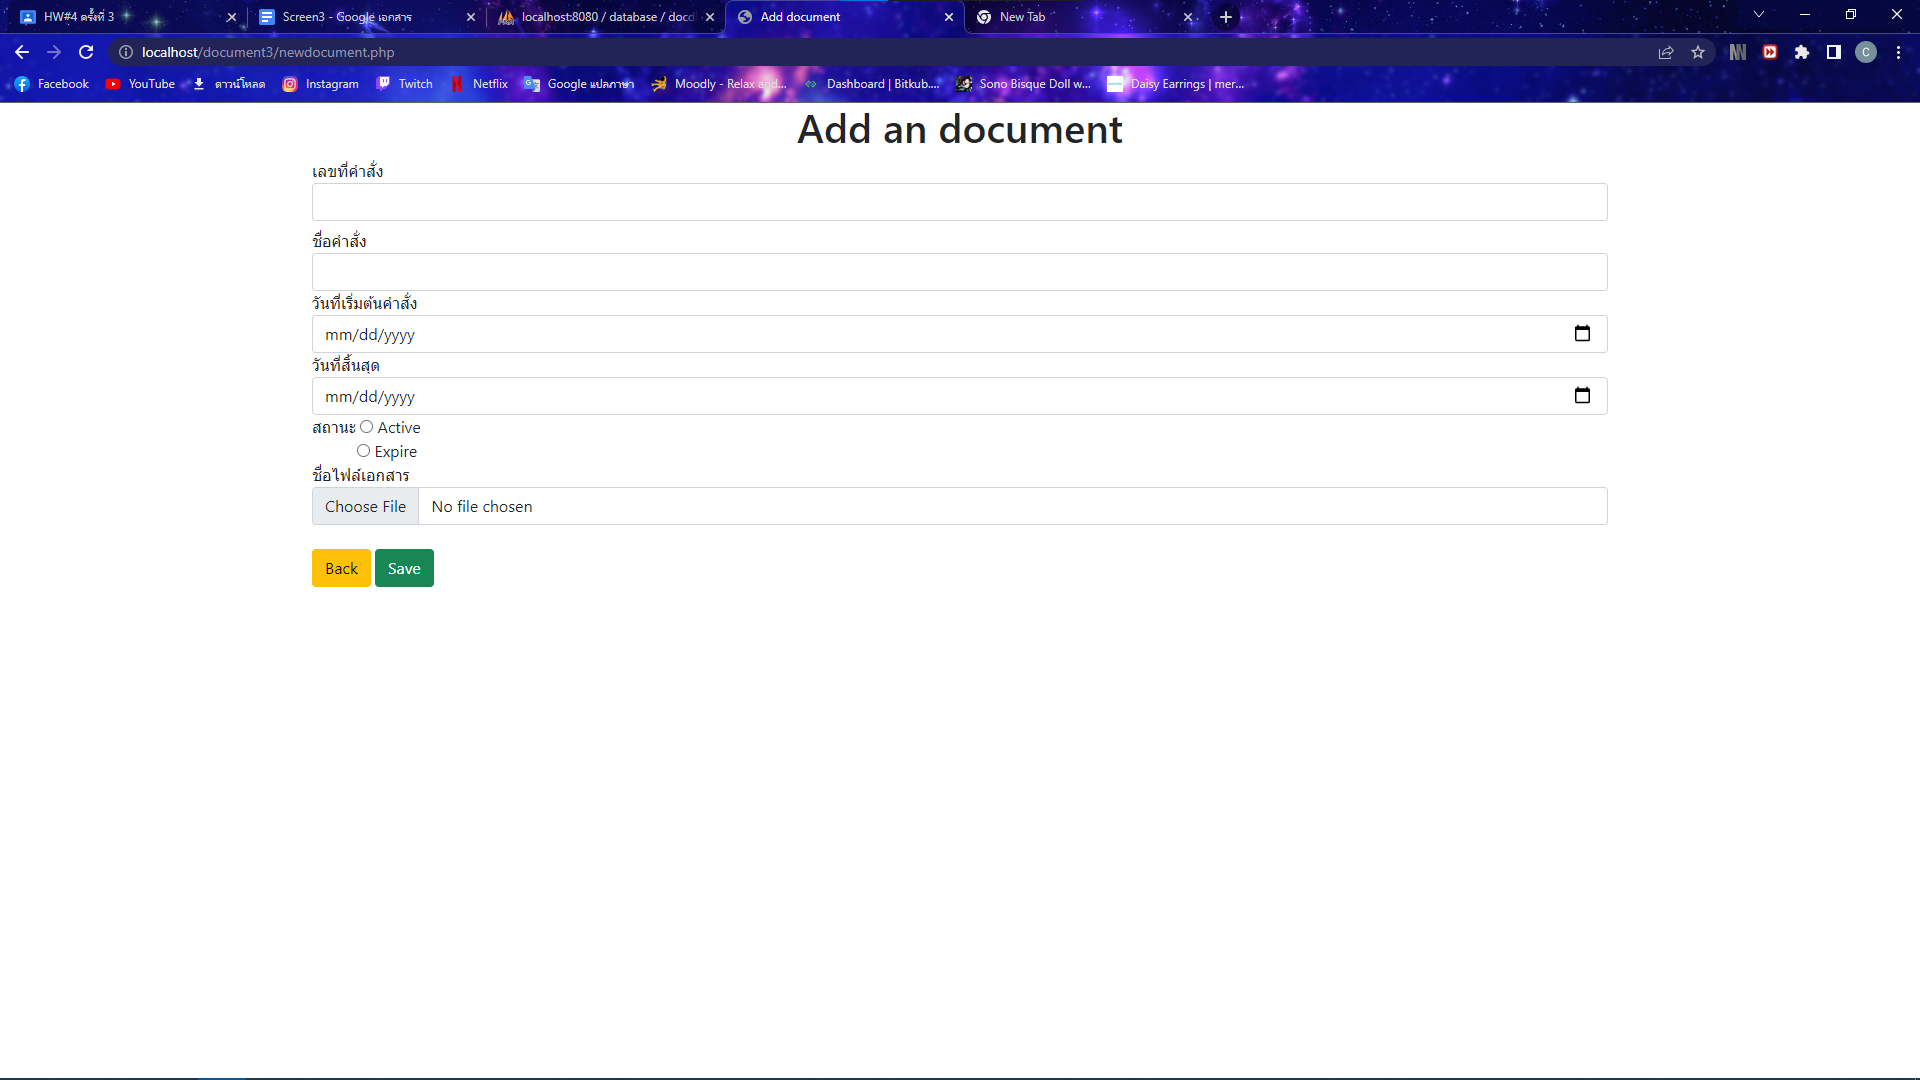 HW#4 ครั้งที่ 3
Screen3 - Google เอกสาร
localhost:8080 / database / docd
Add document
New Tab
localhost/document3/newdocument.php
Facebook
YouTube
ดาวน์โหลด
Instagram
Twitch
Netflix
Google แปลภาษา
Moodly - Relax and...
Dashboard | Bitkub....
Sono Bisque Doll w...
Daisy Earrings | mer...
Add an document
เลขที่คำสั่ง
ชื่อคำสั่ง
วันที่เริ่มต้นคำสั่ง
mm/dd/yyyy
วันที่สิ้นสุด
mm/dd/yyyy
สถานะ Active
Expire
ชื่อไฟล์เอกสาร
Choose File No file chosen
Back Save